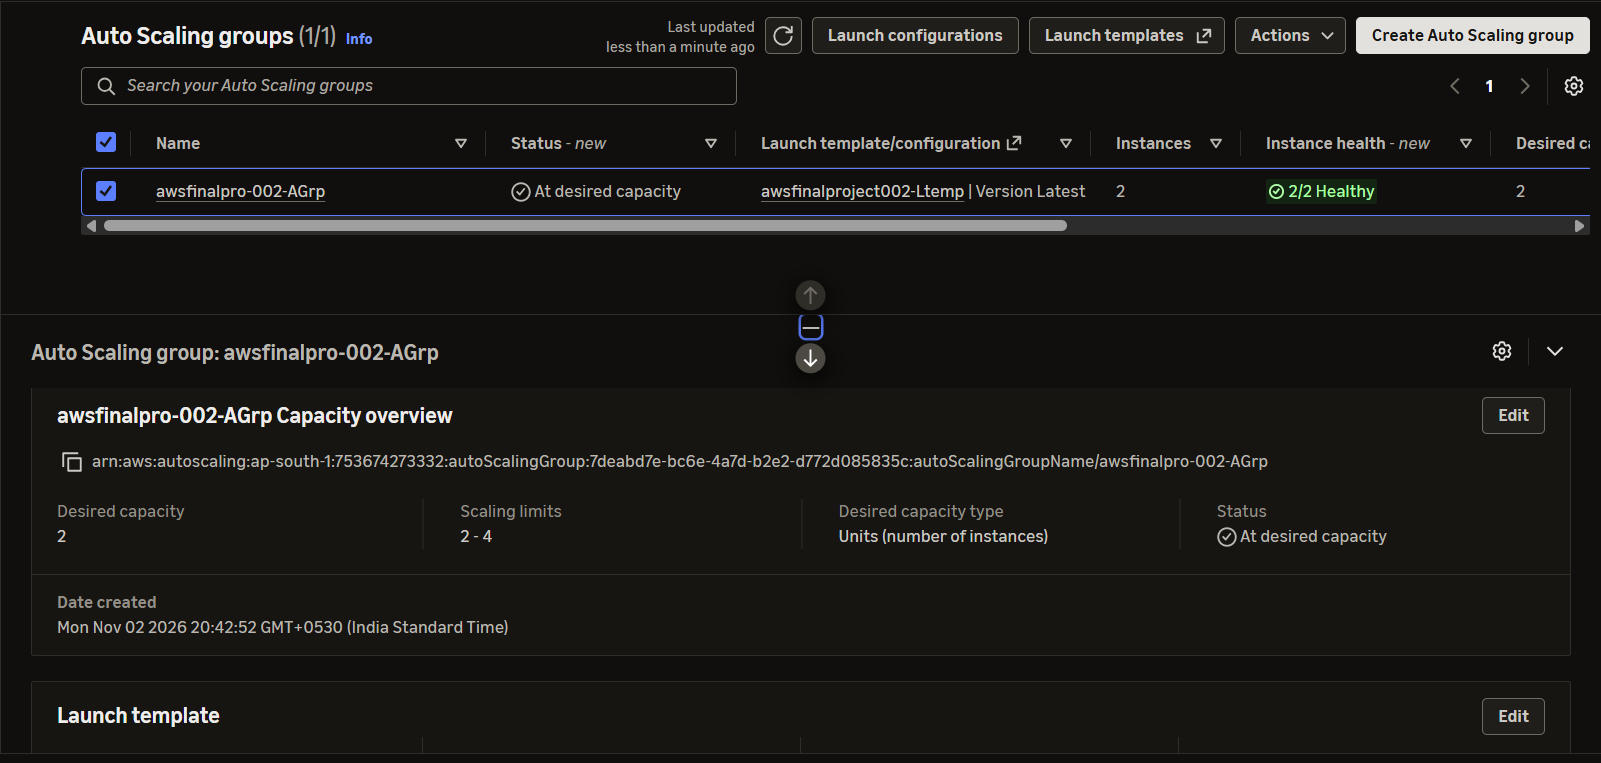 Auto Scaling groups (1/1) Info
Last updated
less than a minute ago
Launch configurations
Launch templates
Actions
Create Auto Scaling group
Search your Auto Scaling groups
1
Name
Status - new
Launch template/configuration
Instances
Instance health - new
Desired ca
awsfinalpro-002-AGrp
At desired capacity
awsfinalproject002-Ltemp | Version Latest
2
2/2 Healthy
2
Auto Scaling group: awsfinalpro-002-AGrp
awsfinalpro-002-AGrp Capacity overview
Edit
arn:aws:autoscaling:ap-south-1:753674273332:autoScalingGroup:7deabd7e-bc6e-4a7d-b2e2-d772d085835c:autoScalingGroupName/awsfinalpro-002-AGrp
Desired capacity
2
Scaling limits
2 - 4
Desired capacity type
Units (number of instances)
Status
At desired capacity
Date created
Mon Nov 02 2026 20:42:52 GMT+0530 (India Standard Time)
Launch template
Edit